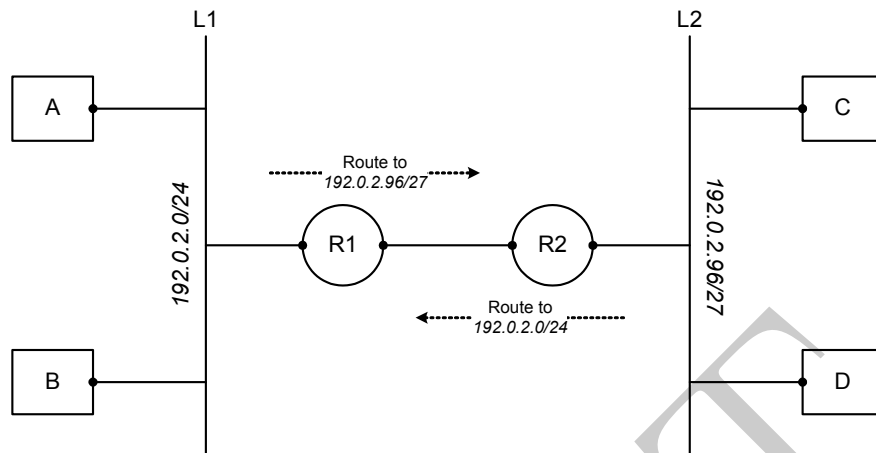 L1
L2
A
C
Route to
192.0.2.96/27
192.0.2.0/24
R1
R2
192.0.2.96/27
Route to
192.0.2.0/24
B
D
T